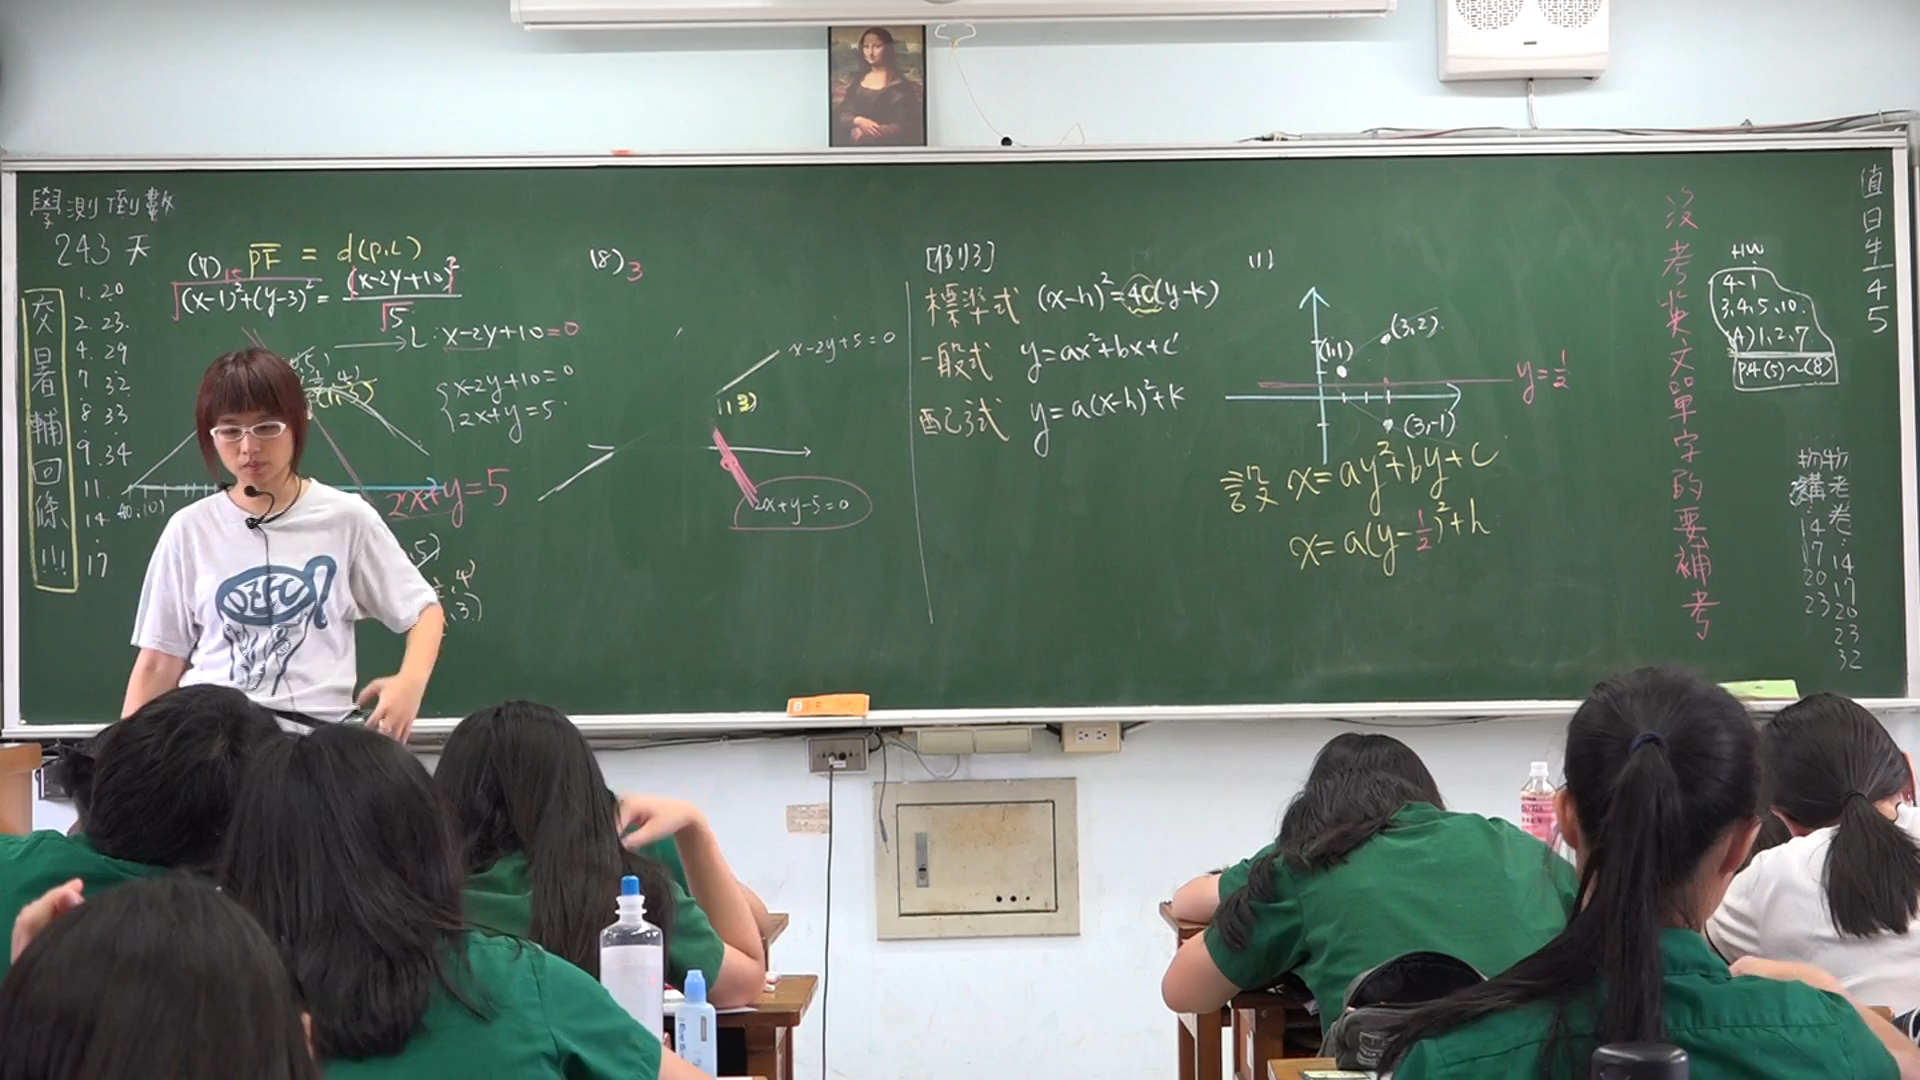 學測倒數
243 天
交暑輔回條!!!
1. 20
2. 23.
4. 29
7. 32
8 33
9. 34
11.
14.
17
(7) PF = d(P,L)
√(x-1)²+(y-3)² = (x-2y+10)² / √5
L: x-2y+10=0
x-2y+10=0
2x+y=5
2x+y=5
(8) 3
x-2y+5=0
2x+y-5=0
[例3]
標準式 (x-h)²=4c(y-k)
一般式 y=ax²+bx+c
配已式 y=a(x-h)²+k
(1)
(1,1)
(3,2)
y=1/2
(3,-1)
設 x=ay²+by+c
x=a(y-1/2)²+h
沒考英文單字的要補考
HW
4-1
3,4,5,10.
(A)1,2,7.
P4(5)~(8)
值日生
45
物講
14
17
20
23
物老卷
14
17
20
23
32